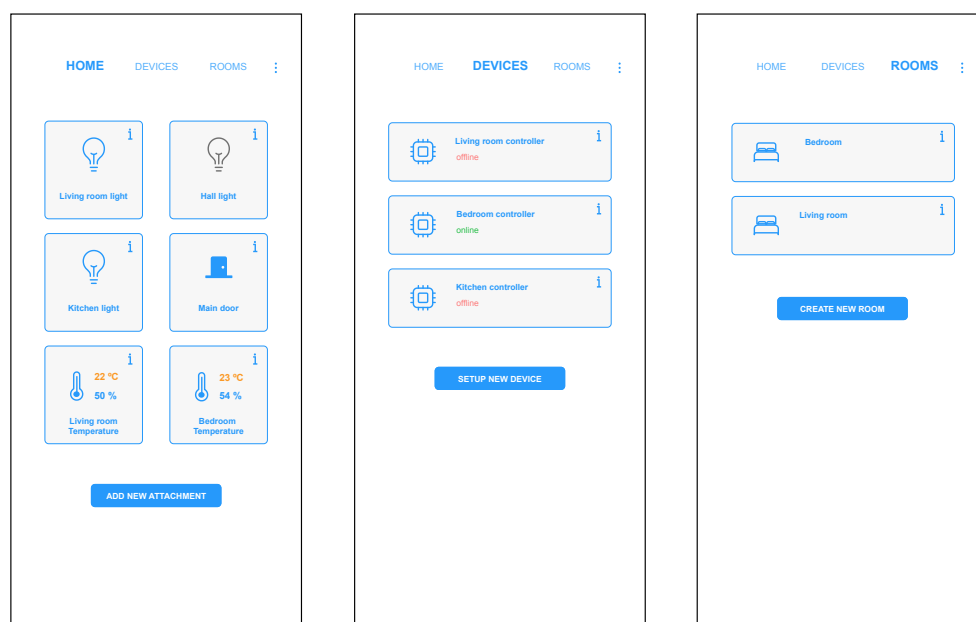 HOME DEVICES ROOMS
i i
Living room light Hall light
i i
Kitchen light Main door
i i
22 ºC 23 ºC
50 % 54 %
Living room Bedroom
Temperature Temperature
ADD NEW ATTACHMENT
HOME DEVICES ROOMS
Living room controller i
offline
Bedroom controller i
online
Kitchen controller i
offline
SETUP NEW DEVICE
HOME DEVICES ROOMS
Bedroom i
Living room i
CREATE NEW ROOM